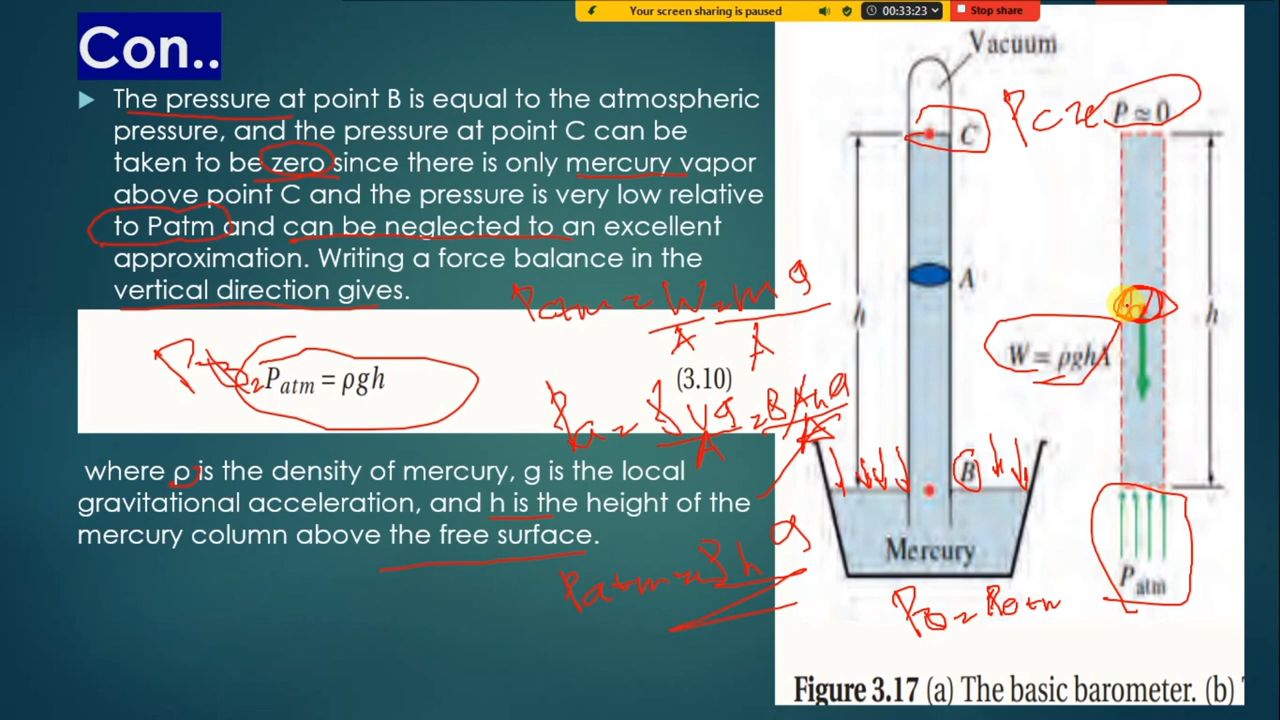 Your screen sharing is paused
00:33:23
Stop share
Con..
The pressure at point B is equal to the atmospheric
pressure, and the pressure at point C can be
taken to be zero since there is only mercury vapor
above point C and the pressure is very low relative
to Patm and can be neglected to an excellent
approximation. Writing a force balance in the
vertical direction gives.
Patm = W = m g
A A
Patm = ρgh
(3.10)
where ρ is the density of mercury, g is the local
gravitational acceleration, and h is the height of the
mercury column above the free surface.
Patm = ρ h g
Vacuum
C
P ≈ 0
A
h
h
W = ρghA
B
Mercury
Patm
Figure 3.17 (a) The basic barometer. (b)